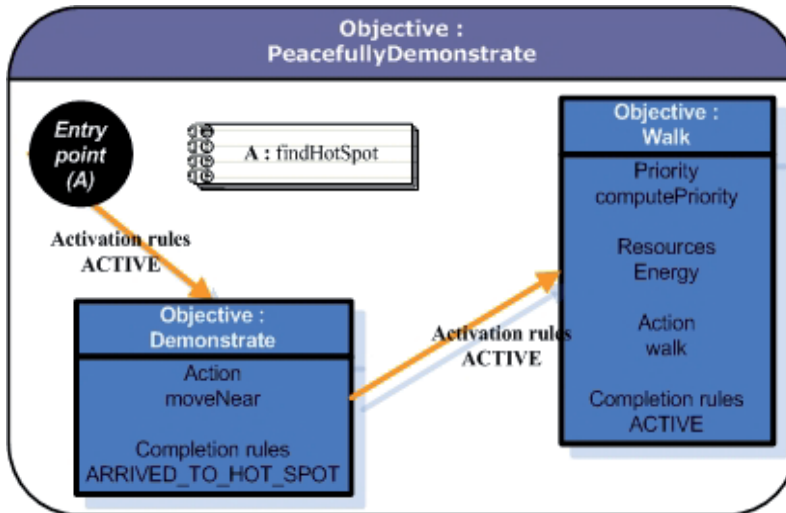 Objective :
PeacefullyDemonstrate
Entry
point
(A)
A : findHotSpot
Activation rules
ACTIVE
Objective :
Demonstrate
Action
moveNear
Completion rules
ARRIVED_TO_HOT_SPOT
Activation rules
ACTIVE
Objective :
Walk
Priority
computePriority
Resources
Energy
Action
walk
Completion rules
ACTIVE